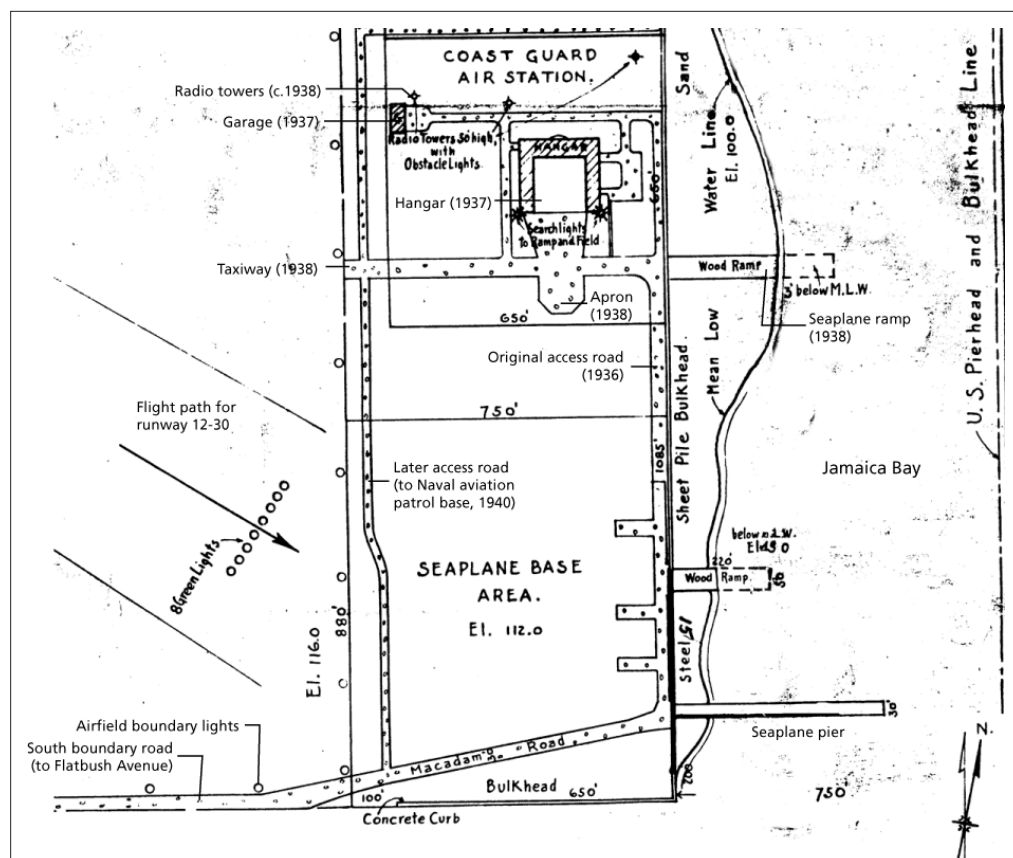 COAST GUARD
AIR STATION.
Radio towers (c.1938)
Garage (1937)
Radio Towers 50 high,
with
Obstacle Lights.
HANGAR
Hangar (1937)
660'
Searchlights
to Ramp and Field
Sand
Water Line
El. 100.0
U.S. Pierhead and Bulkhead Line
Taxiway (1938)
Wood Ramp
3' below M.L.W.
Apron
(1938)
650'
Seaplane ramp
(1938)
Original access road
(1936)
Mean Low
Flight path for
runway 12-30
750'
Sheet Pile Bulkhead.
1085'
Jamaica Bay
Later access road
(to Naval aviation
patrol base, 1940)
8 Green Lights
below M.L.W.
El.
220'
Wood Ramp.
50
SEAPLANE BASE
AREA.
El. 112.0
880'
El. 116.0
Steel
Airfield boundary lights
South boundary road
(to Flatbush Avenue)
Macadam Road
30'
Seaplane pier
N.
Bulkhead
650'
100'
200'
750'
Concrete Curb